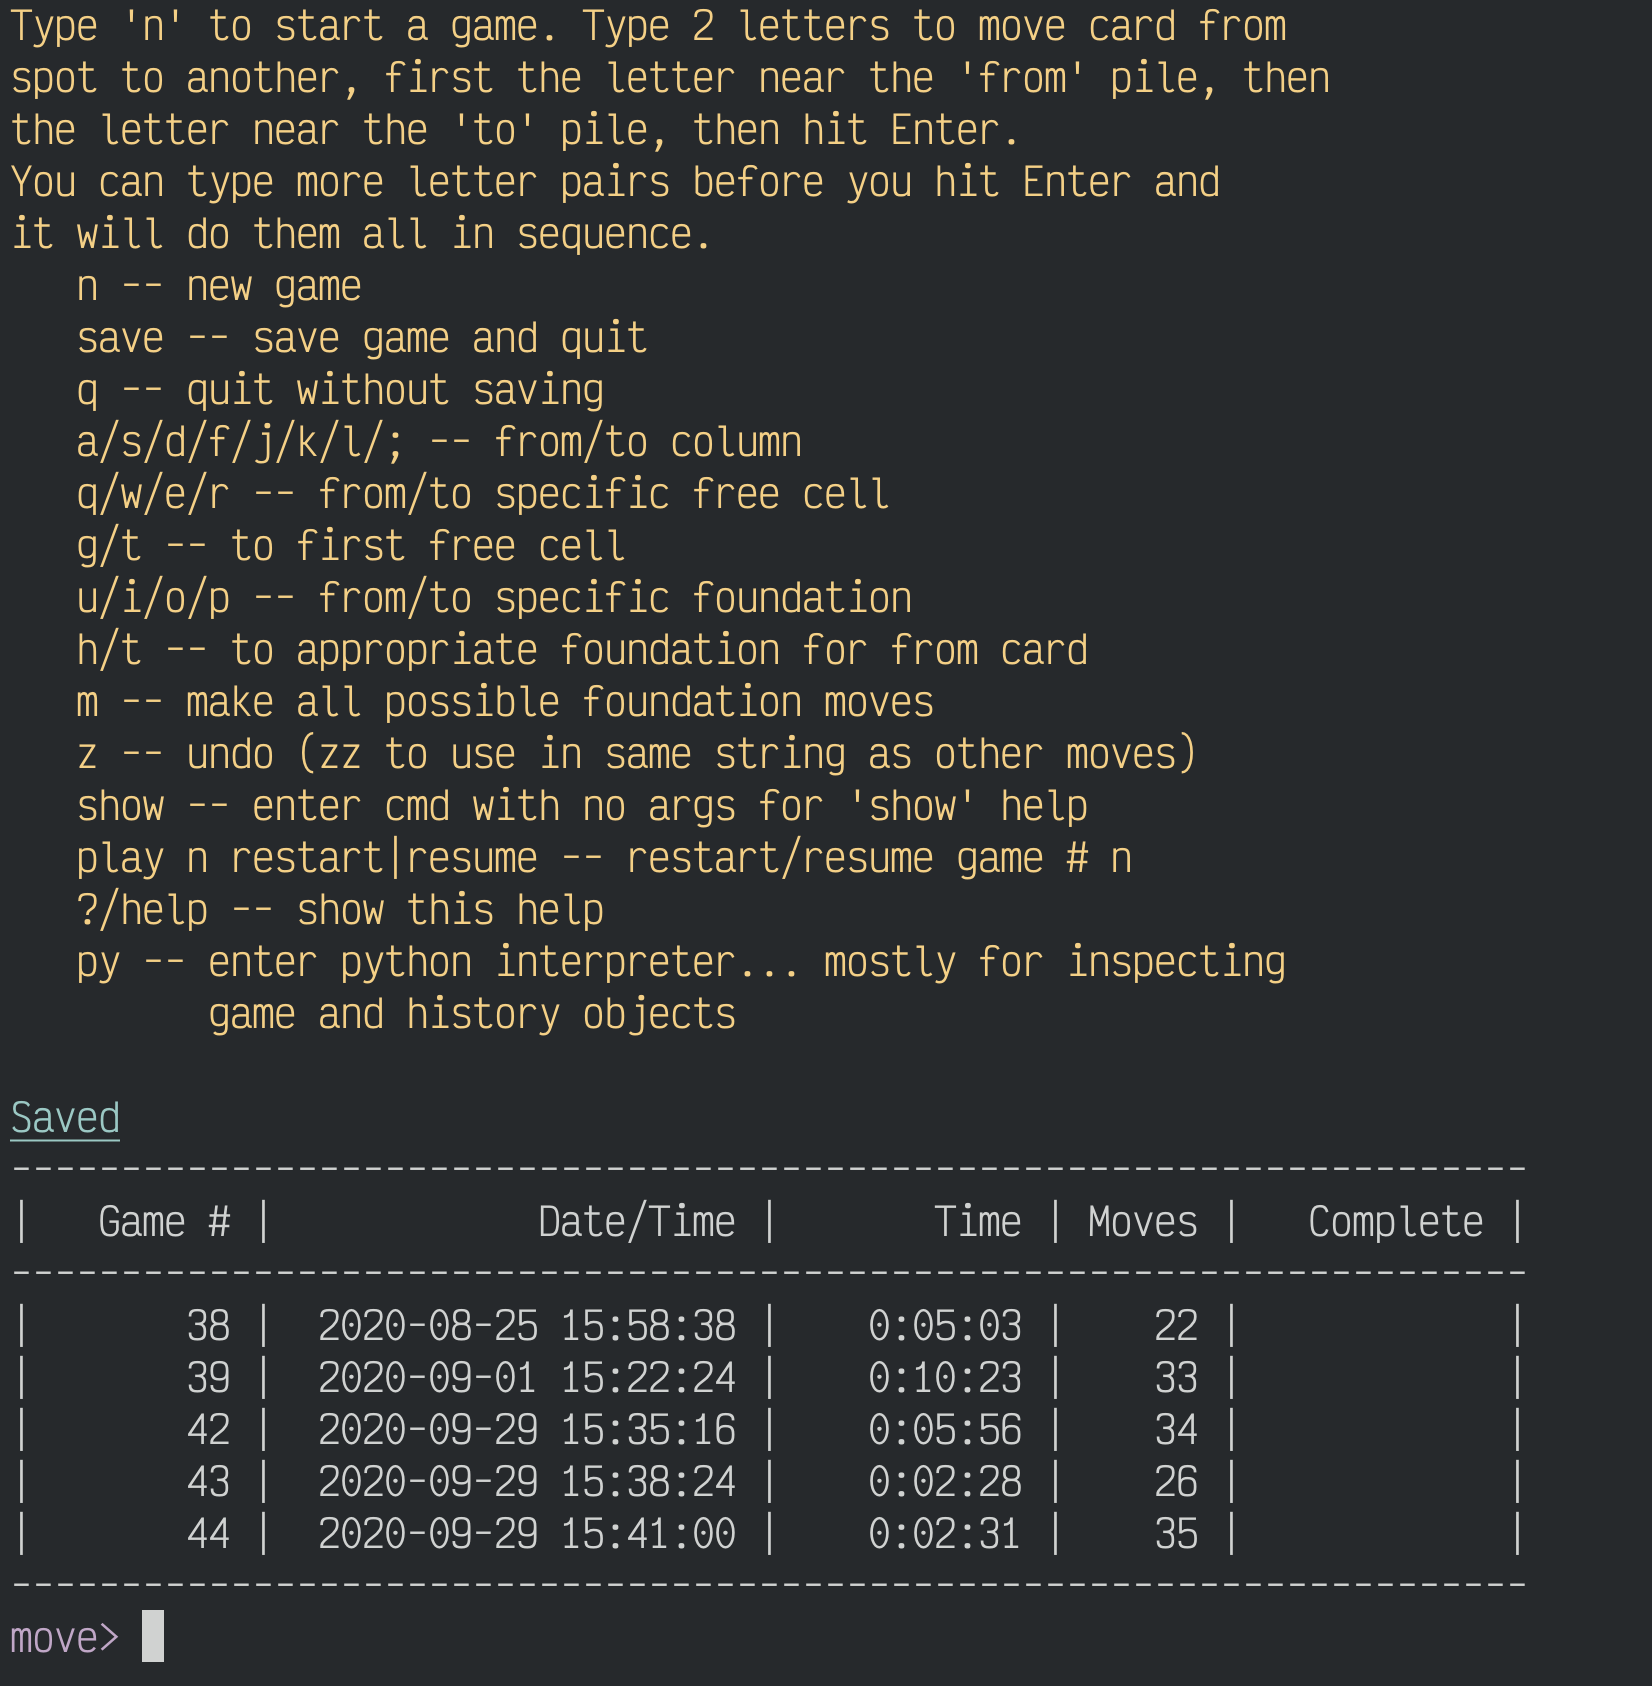 Type 'n' to start a game. Type 2 letters to move card from
spot to another, first the letter near the 'from' pile, then
the letter near the 'to' pile, then hit Enter.
You can type more letter pairs before you hit Enter and
it will do them all in sequence.
   n -- new game
   save -- save game and quit
   q -- quit without saving
   a/s/d/f/j/k/l/; -- from/to column
   q/w/e/r -- from/to specific free cell
   g/t -- to first free cell
   u/i/o/p -- from/to specific foundation
   h/t -- to appropriate foundation for from card
   m -- make all possible foundation moves
   z -- undo (zz to use in same string as other moves)
   show -- enter cmd with no args for 'show' help
   play n restart|resume -- restart/resume game # n
   ?/help -- show this help
   py -- enter python interpreter... mostly for inspecting
         game and history objects

Saved
---------------------------------------------------------------------
|   Game # |            Date/Time |       Time | Moves |   Complete |
---------------------------------------------------------------------
|       38 |  2020-08-25 15:58:38 |    0:05:03 |    22 |            |
|       39 |  2020-09-01 15:22:24 |    0:10:23 |    33 |            |
|       42 |  2020-09-29 15:35:16 |    0:05:56 |    34 |            |
|       43 |  2020-09-29 15:38:24 |    0:02:28 |    26 |            |
|       44 |  2020-09-29 15:41:00 |    0:02:31 |    35 |            |
---------------------------------------------------------------------
move>